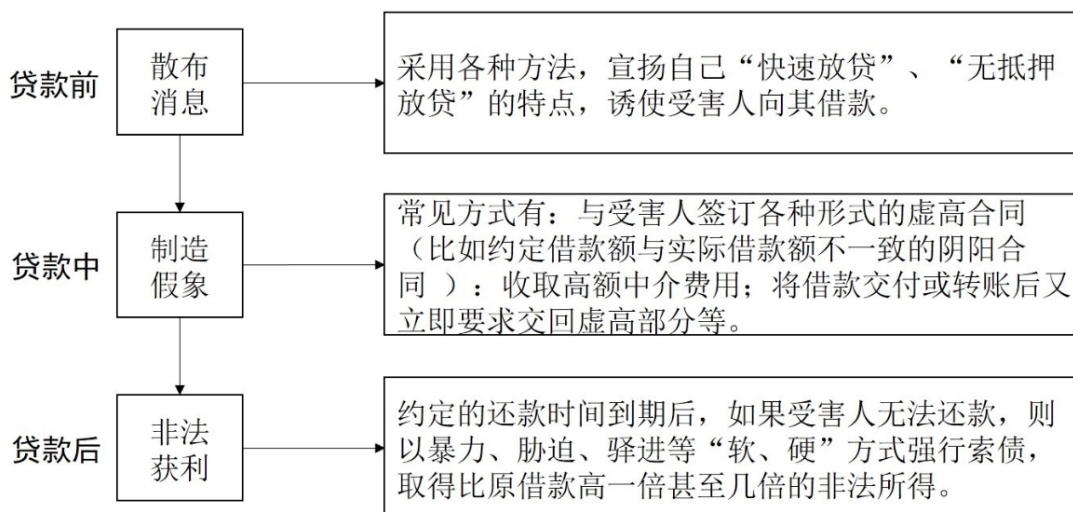 贷款前
散布
消息
采用各种方法，宣扬自己“快速放贷”、“无抵押
放贷”的特点，诱使受害人向其借款。
贷款中
制造
假象
常见方式有：与受害人签订各种形式的虚高合同
（比如约定借款额与实际借款额不一致的阴阳合
同 ）：收取高额中介费用；将借款交付或转账后又
立即要求交回虚高部分等。
贷款后
非法
获利
约定的还款时间到期后，如果受害人无法还款，则
以暴力、胁迫、驿进等“软、硬”方式强行索债，
取得比原借款高一倍甚至几倍的非法所得。